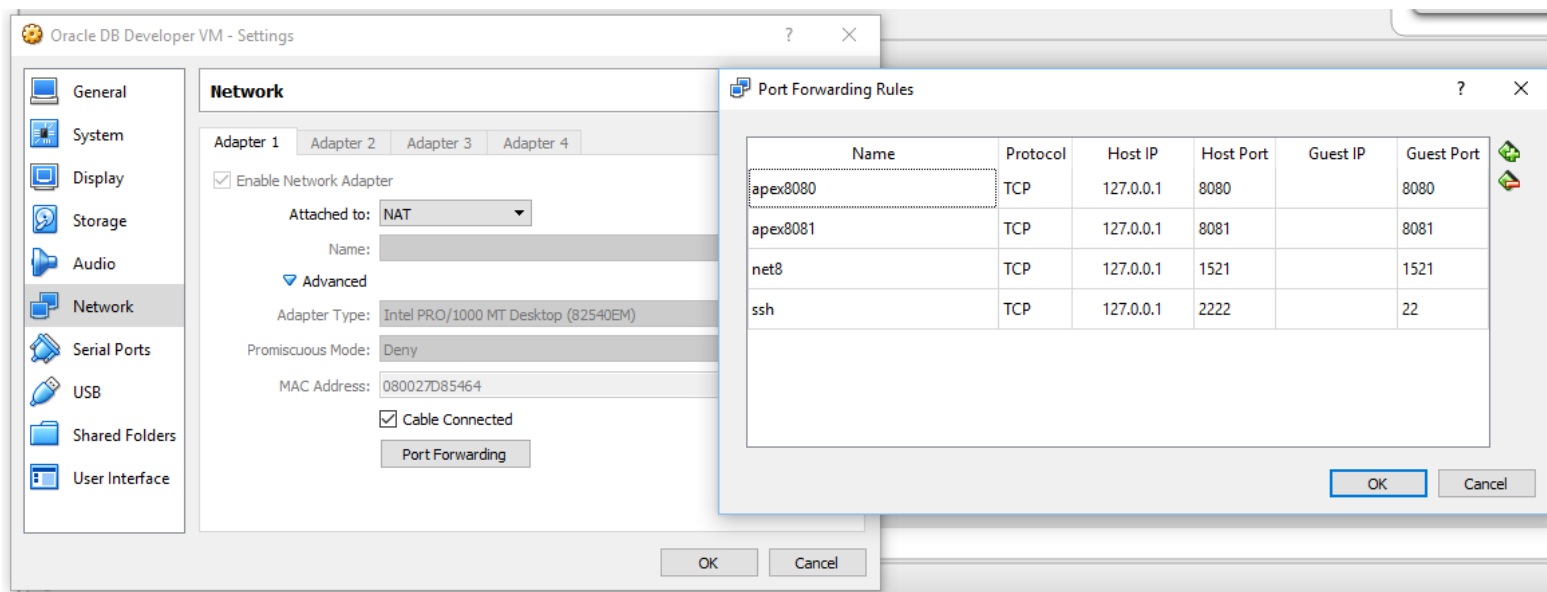 Oracle DB Developer VM - Settings
?
General
System
Display
Storage
Audio
Network
Serial Ports
USB
Shared Folders
User Interface
Network
Adapter 1 Adapter 2 Adapter 3 Adapter 4
Enable Network Adapter
Attached to: NAT
Name:
Advanced
Adapter Type: Intel PRO/1000 MT Desktop (82540EM)
Promiscuous Mode: Deny
MAC Address: 080027D85464
Cable Connected
Port Forwarding
OK Cancel
Port Forwarding Rules
?
Name Protocol Host IP Host Port Guest IP Guest Port
apex8080 TCP 127.0.0.1 8080 8080
apex8081 TCP 127.0.0.1 8081 8081
net8 TCP 127.0.0.1 1521 1521
ssh TCP 127.0.0.1 2222 22
OK Cancel